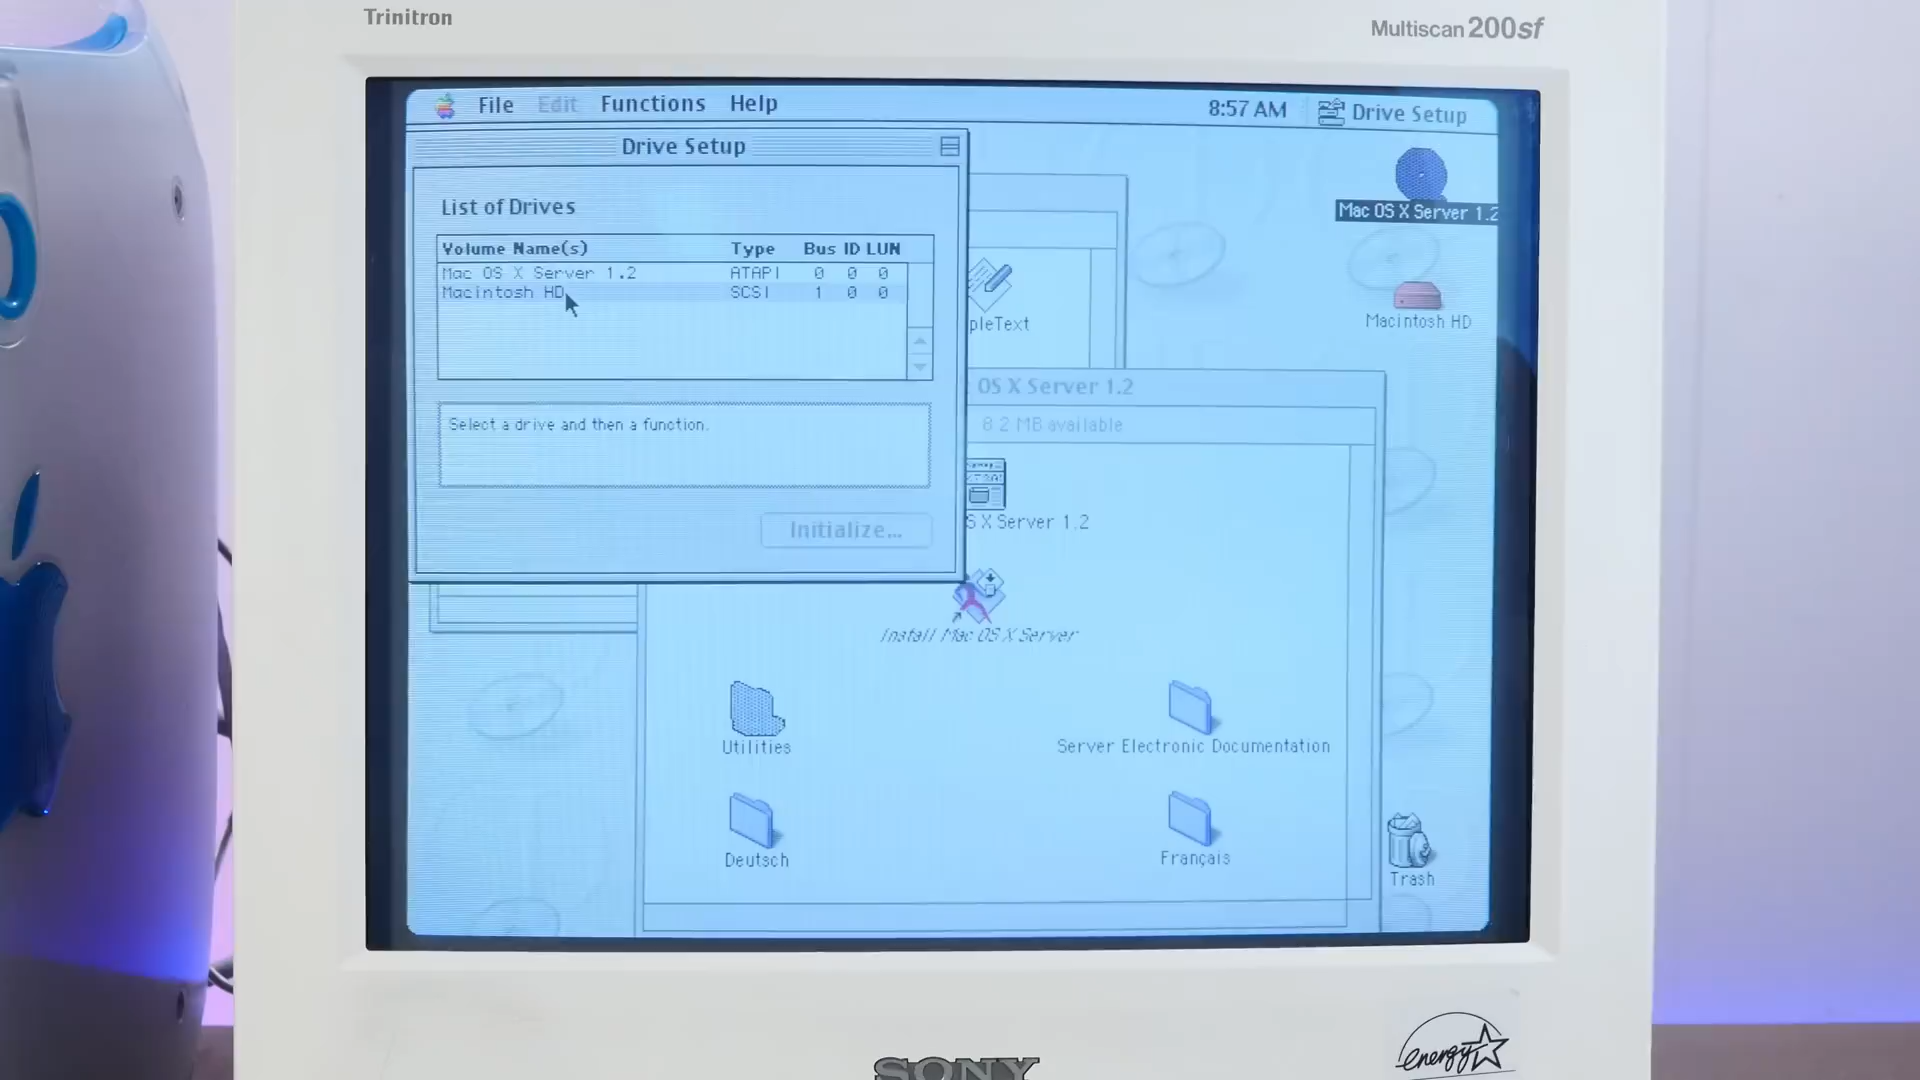 Trinitron
Multiscan 200sf
File Edit Functions Help
8:57 AM
Drive Setup
Drive Setup
List of Drives
Volume Name(s) Type Bus ID LUN
Mac OS X Server 1.2 ATAPI 0 0 0
Macintosh HD SCSI 1 0 0
Select a drive and then a function.
Initialize...
Mac OS X Server 1.2
Macintosh HD
pleText
OS X Server 1.2
8.2 MB available
S X Server 1.2
Install Mac OS X Server
Utilities
Server Electronic Documentation
Deutsch
Français
Trash
SONY
energy